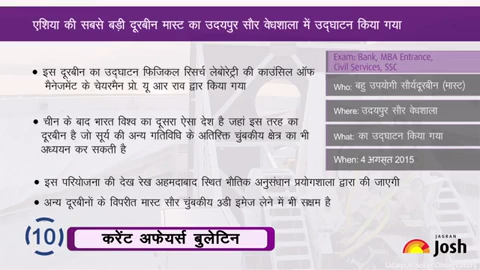 एशिया की सबसे बड़ी दूरबीन मास्ट का उदयपुर सौर वेधशाला में उद्घाटन किया गया
• इस दूरबीन का उद्घाटन फिजिकल रिसर्च लेबोरेट्री की काउसिल ऑफ
मैनेजमेंट के चेयरमैन प्रो. यू आर राव द्वार किया गया
• चीन के बाद भारत विश्व का दूसरा ऐसा देश है जहां इस तरह का
दूरबीन है जो सूर्य की अन्य गतिविधि के अतिरिक्त चुंबकीय क्षेत्र का भी
अध्ययन कर सकती है
• इस परियोजना की देख रेख अहमदाबाद स्थित भौतिक अनुसंधान प्रयोगशाला द्वारा की जाएगी
• अन्य दूरबीनों के विपरीत मास्ट सौर चुंबकीय 3डी इमेज लेने में भी सक्षम है
Exam: Bank, MBA Entrance,
Civil Services, SSC
Who: बहु उपयोगी सौर्यदूरबीन (मास्ट)
Where: उदयपुर सौर वेधशाला
What: का उद्घाटन किया गया
When: 4 अगस्त 2015
(10) करेंट अफेयर्स बुलेटिन
JAGRAN
Josh